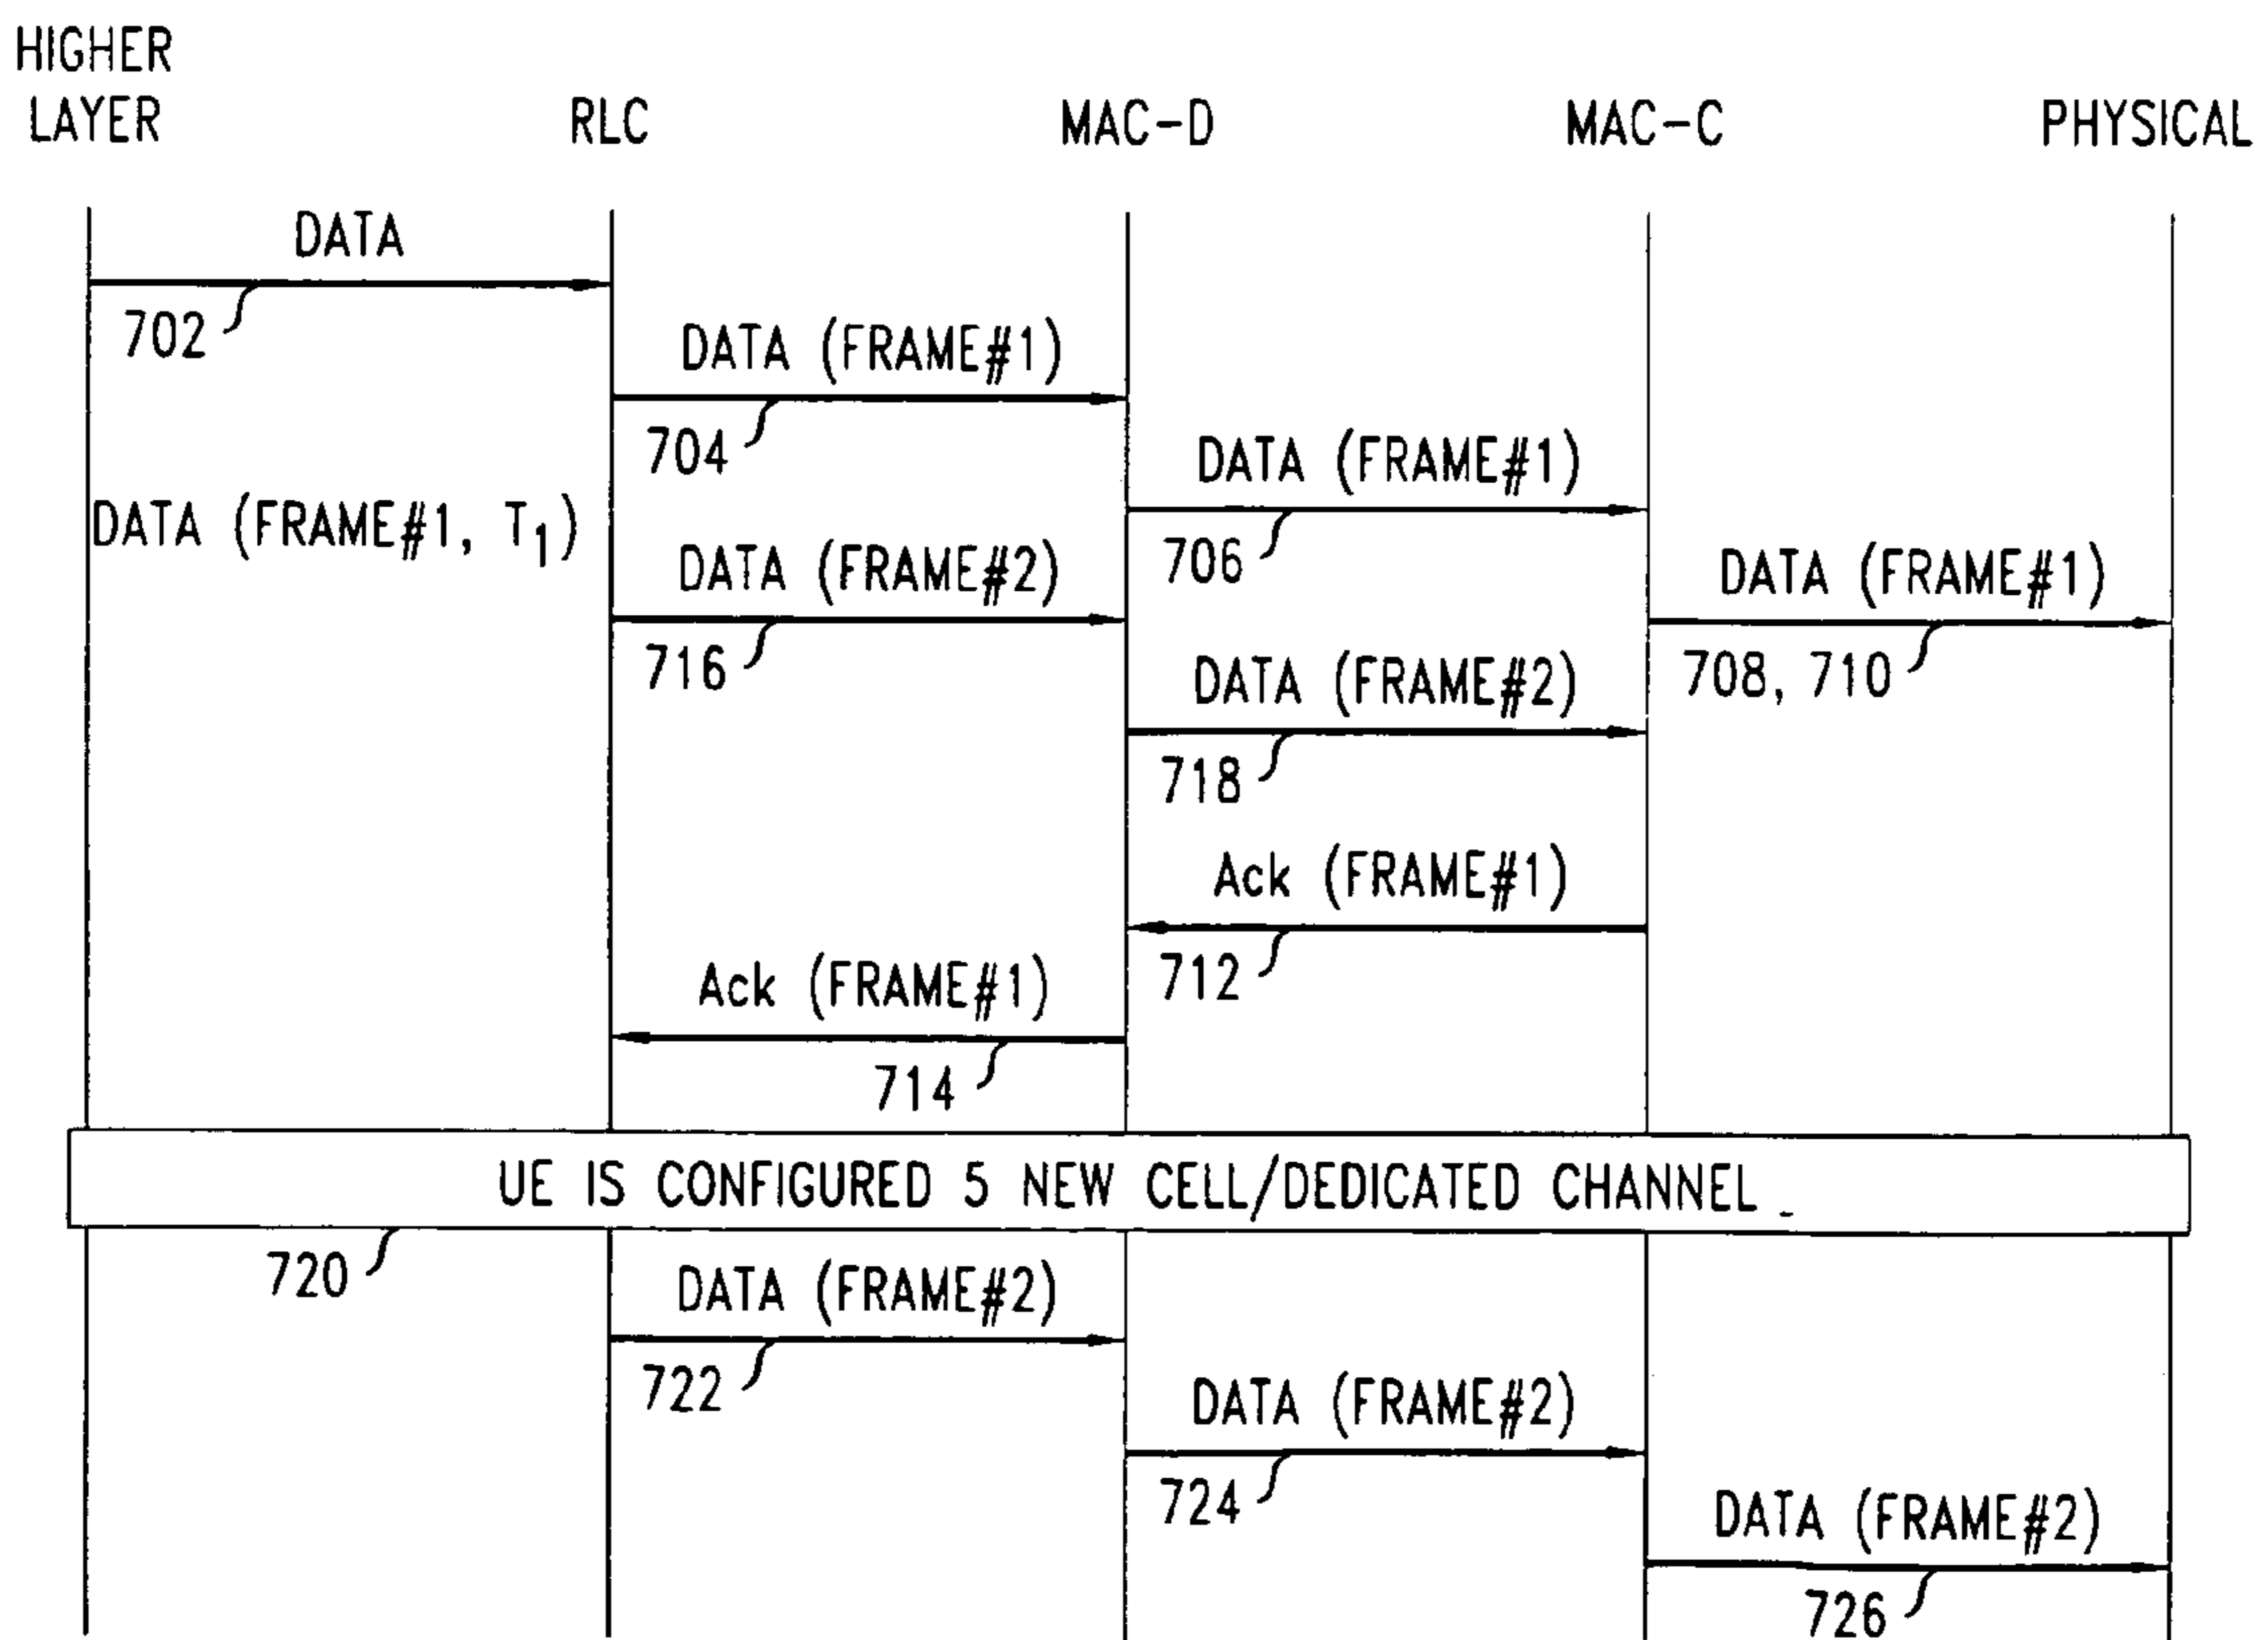 HIGHER
LAYER
RLC
MAC-D
MAC-C
PHYSICAL
DATA
702
DATA (FRAME#1)
704
DATA (FRAME#1)
706
DATA (FRAME#1, T1)
DATA (FRAME#2)
716
DATA (FRAME#1)
708, 710
DATA (FRAME#2)
718
Ack (FRAME#1)
712
Ack (FRAME#1)
714
UE IS CONFIGURED 5 NEW CELL/DEDICATED CHANNEL
720
DATA (FRAME#2)
722
DATA (FRAME#2)
724
DATA (FRAME#2)
726